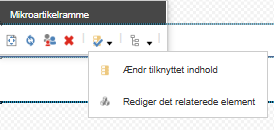 Mikroartikelramme
Ændr tilknyttet indhold
Rediger det relaterede element